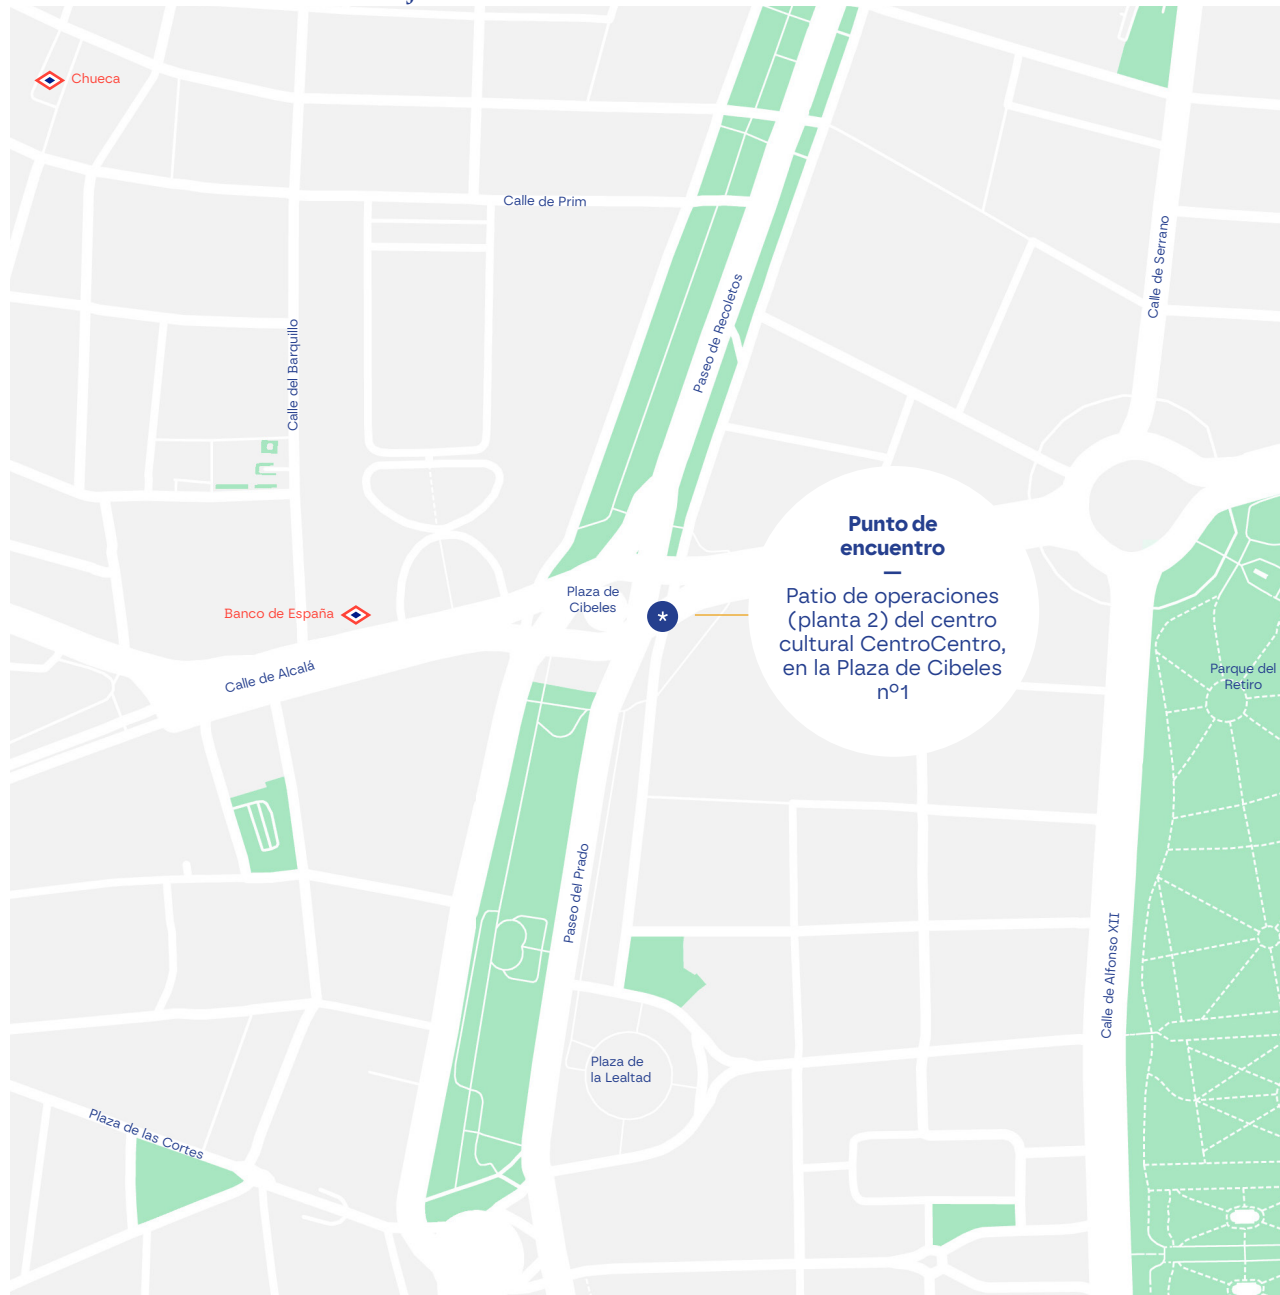 Chueca
Calle de Prim
Calle de Serrano
Paseo de Recoletos
Calle del Barquillo
Punto de
encuentro
—
Patio de operaciones
(planta 2) del centro
cultural CentroCentro,
en la Plaza de Cibeles
nº1
Plaza de
Cibeles
*
Banco de España
Calle de Alcalá
Parque del
Retiro
Paseo del Prado
Calle de Alfonso XII
Plaza de
la Lealtad
Plaza de las Cortes